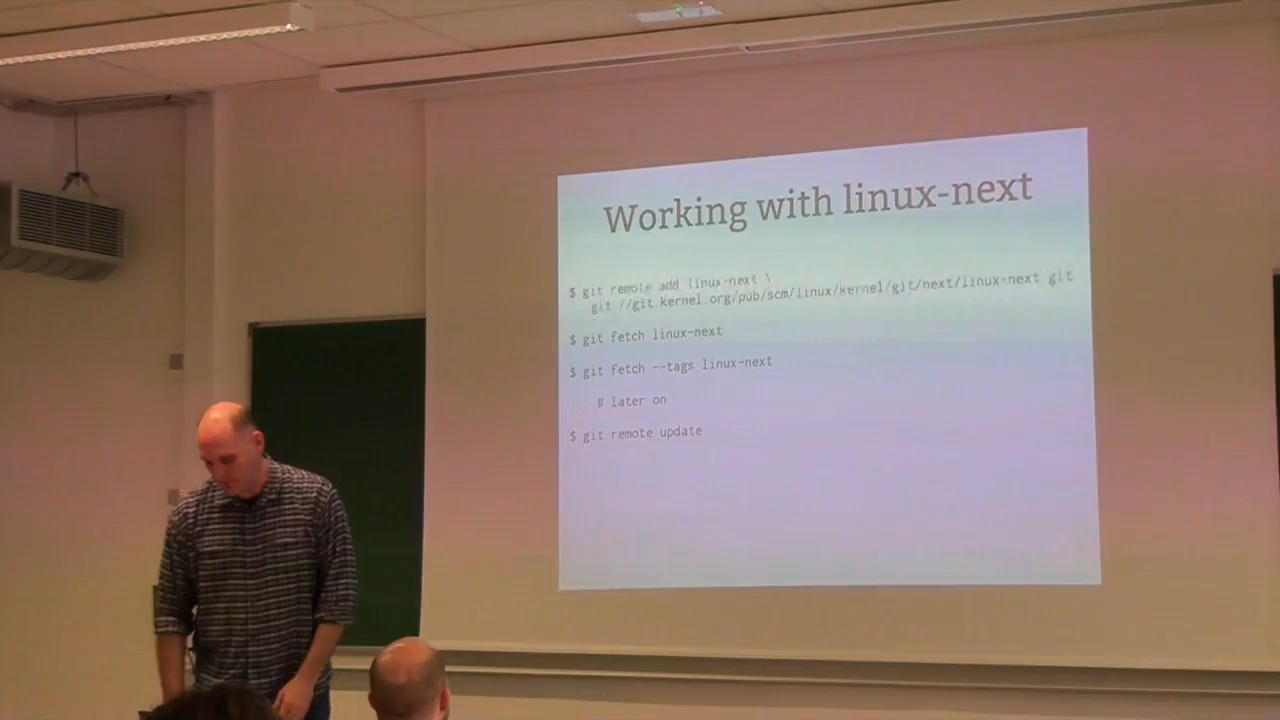 Working with linux-next
$ git remote add linux-next \
git //git.kernel.org/pub/scm/linux/kernel/git/next/linux-next git
$ git fetch linux-next
$ git fetch --tags linux-next
... # later on
$ git remote update